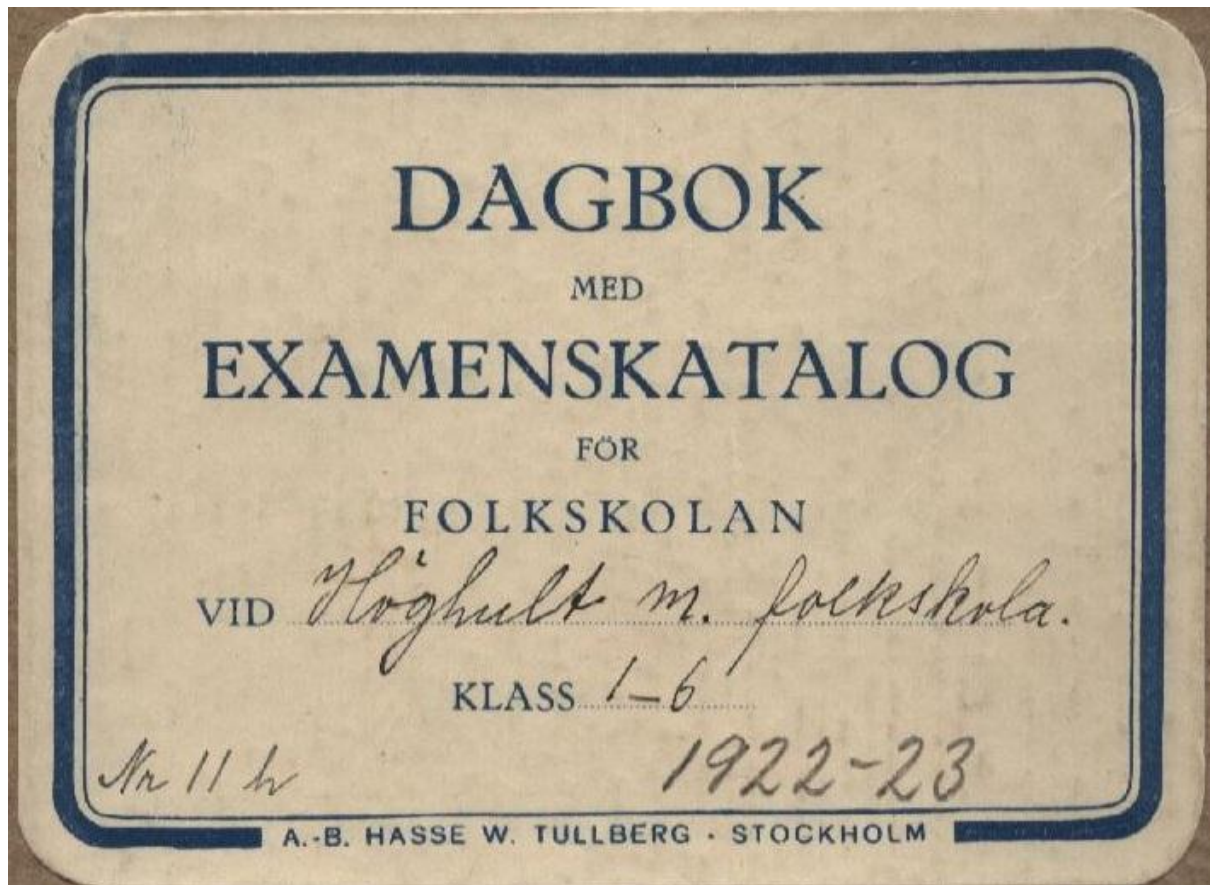 DAGBOK
MED
EXAMENSKATALOG
FÖR
FOLKSKOLAN
VID Höghult m. folkskola.
KLASS 1-6
Nr 11 h 1922-23
A.-B. HASSE W. TULLBERG · STOCKHOLM